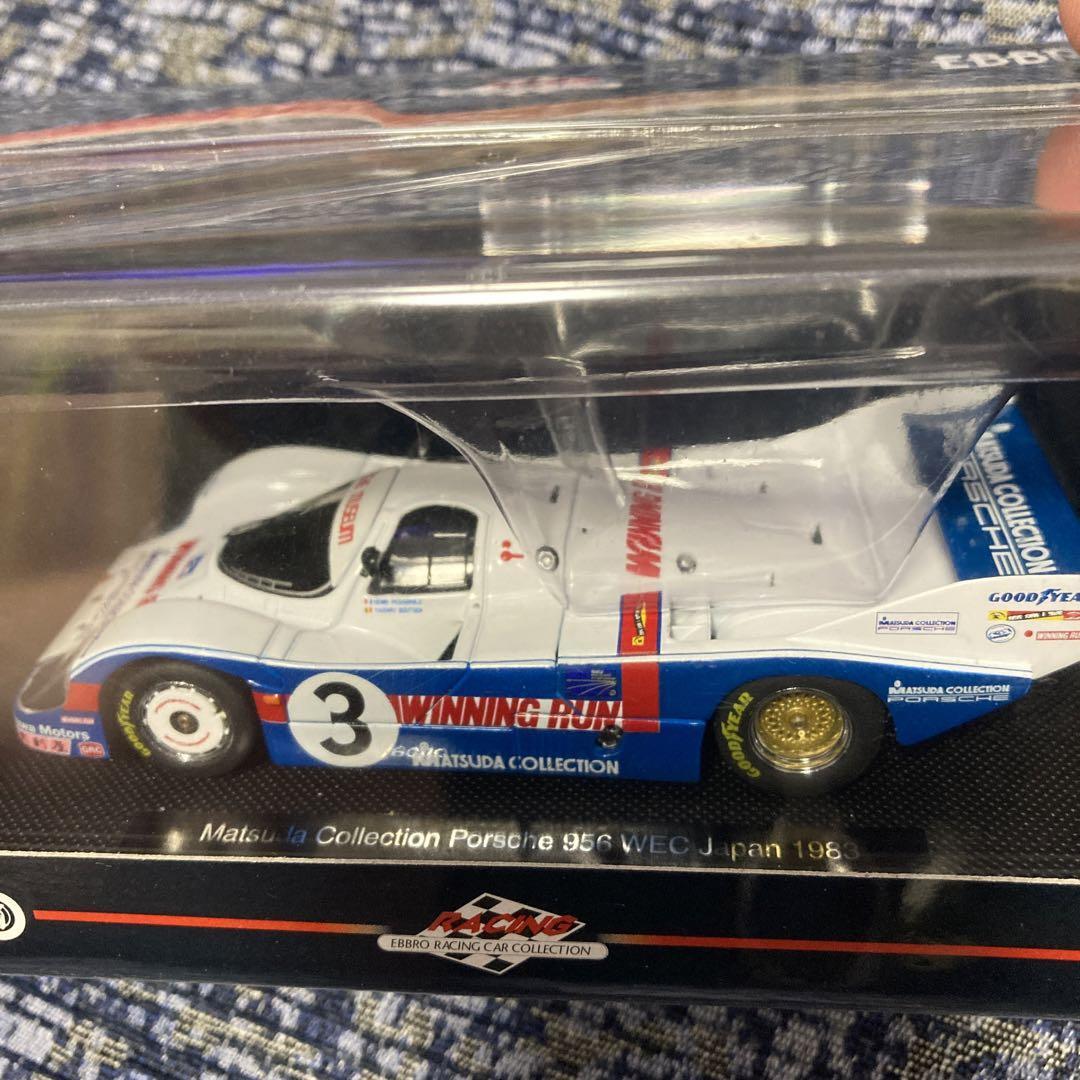 EBBRO
museum
WINNING RUN
MATSUDA COLLECTION
PORSCHE
GOODYEAR
MATSUDA COLLECTION
PORSCHE
WINNING RUN
MATSUDA COLLECTION
PORSCHE
3
WINNING RUN
MATSUDA COLLECTION
Motors
GOODYEAR
GOODYEAR
Matsuda Collection Porsche 956 WEC Japan 1983
RACING
EBBRO RACING CAR COLLECTION